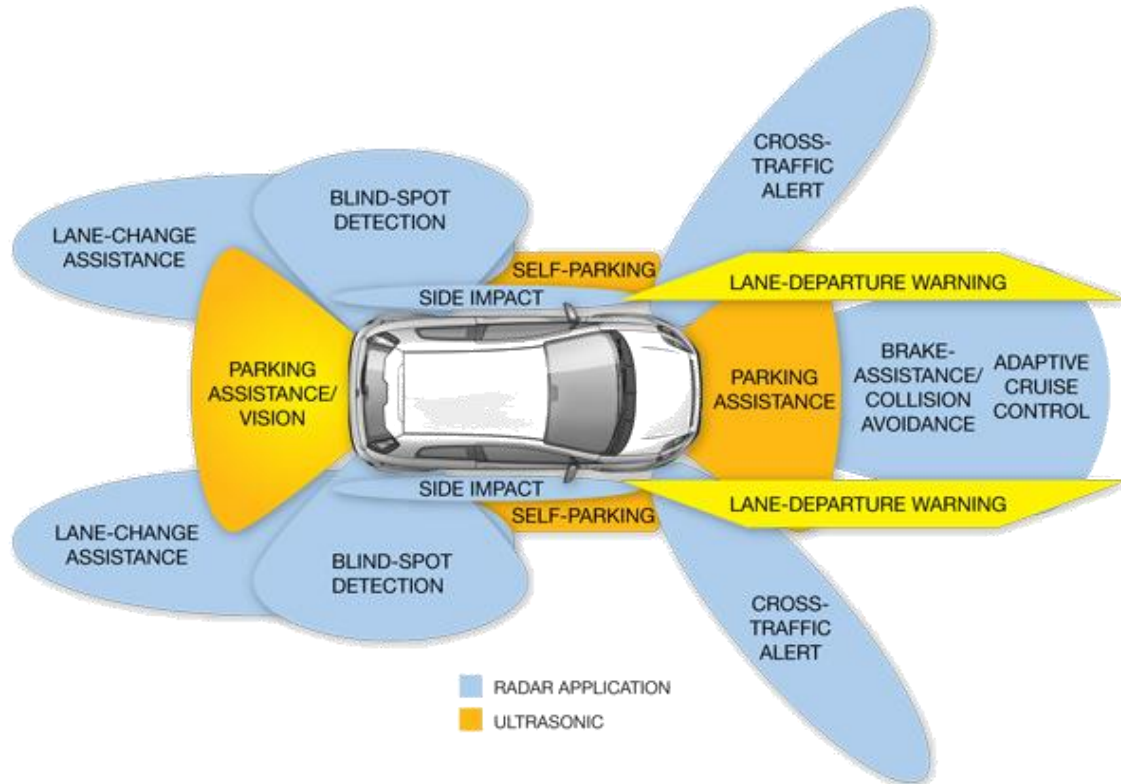 CROSS-
TRAFFIC
ALERT
BLIND-SPOT
DETECTION
LANE-CHANGE
ASSISTANCE
SELF-PARKING
LANE-DEPARTURE WARNING
SIDE IMPACT
PARKING
ASSISTANCE/
VISION
PARKING
ASSISTANCE
BRAKE-
ASSISTANCE/
COLLISION
AVOIDANCE
ADAPTIVE
CRUISE
CONTROL
SIDE IMPACT
LANE-DEPARTURE WARNING
SELF-PARKING
LANE-CHANGE
ASSISTANCE
BLIND-SPOT
DETECTION
CROSS-
TRAFFIC
ALERT
RADAR APPLICATION
ULTRASONIC